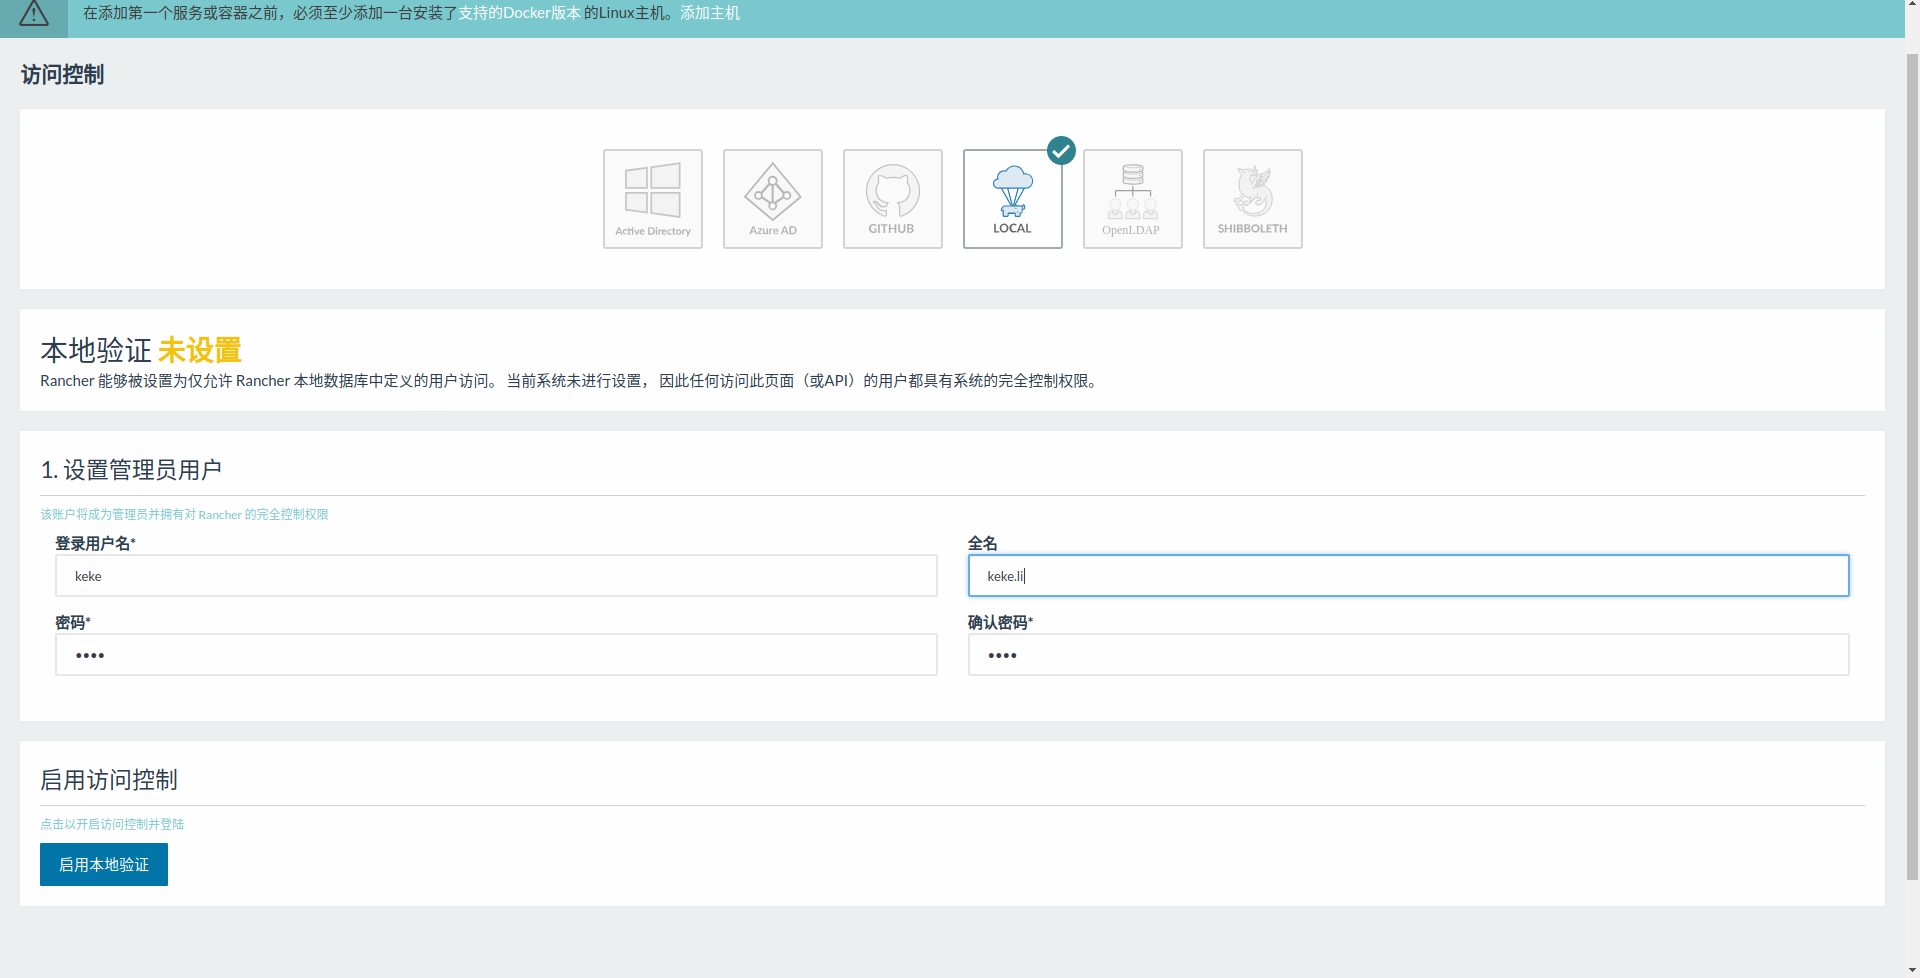 在添加第一个服务或容器之前，必须至少添加一台安装了支持的Docker版本 的Linux主机。添加主机
访问控制
Active Directory
Azure AD
GITHUB
LOCAL
OpenLDAP
SHIBBOLETH
本地验证 未设置
Rancher 能够被设置为仅允许 Rancher 本地数据库中定义的用户访问。 当前系统未进行设置， 因此任何访问此页面（或API）的用户都具有系统的完全控制权限。
1. 设置管理员用户
该账户将成为管理员并拥有对 Rancher 的完全控制权限
登录用户名*
全名
keke
keke.li
密码*
确认密码*
••••
••••
启用访问控制
点击以开启访问控制并登陆
启用本地验证